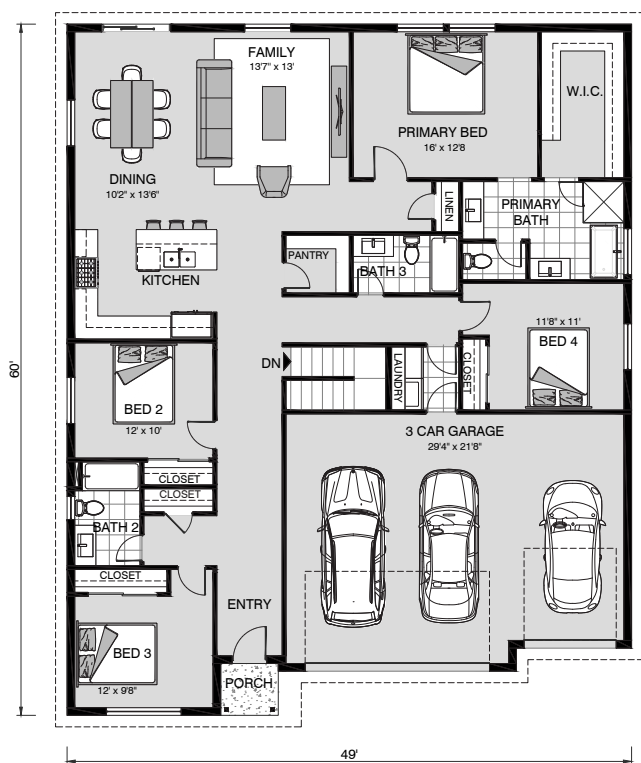 FAMILY
13'7" x 13'
PRIMARY BED
16' x 12'8
W.I.C.
DINING
10'2" x 13'6"
LINEN
PRIMARY
BATH
PANTRY
BATH 3
KITCHEN
11'8" x 11'
BED 4
DN
LAUNDRY
CLOSET
60'
BED 2
12' x 10'
3 CAR GARAGE
29'4" x 21'8"
CLOSET
CLOSET
BATH 2
CLOSET
ENTRY
BED 3
12' x 9'8"
PORCH
49'